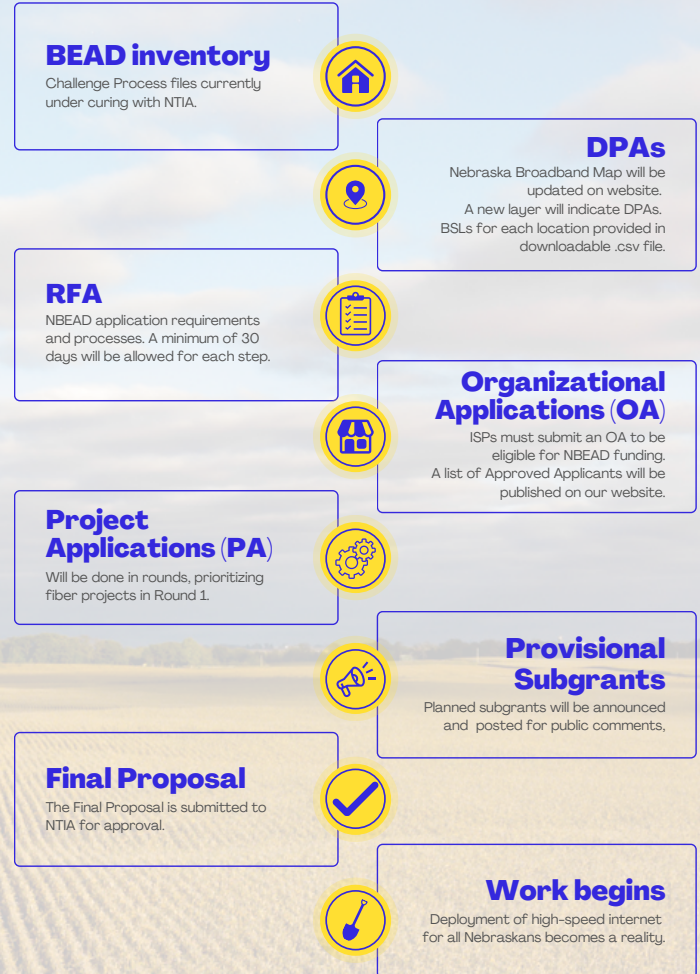 BEAD inventory
Challenge Process files currently
under curing with NTIA.
DPAs
Nebraska Broadband Map will be
updated on website.
A new layer will indicate DPAs.
BSLs for each location provided in
downloadable .csv file.
RFA
NBEAD application requirements
and processes. A minimum of 30
days will be allowed for each step.
Organizational
Applications (OA)
ISPs must submit an OA to be
eligible for NBEAD funding.
A list of Approved Applicants will be
published on our website.
Project
Applications (PA)
Will be done in rounds, prioritizing
fiber projects in Round 1.
Provisional
Subgrants
Planned subgrants will be announced
and  posted for public comments,
Final Proposal
The Final Proposal is submitted to
NTIA for approval.
Work begins
Deployment of high-speed internet
for all Nebraskans becomes a reality.